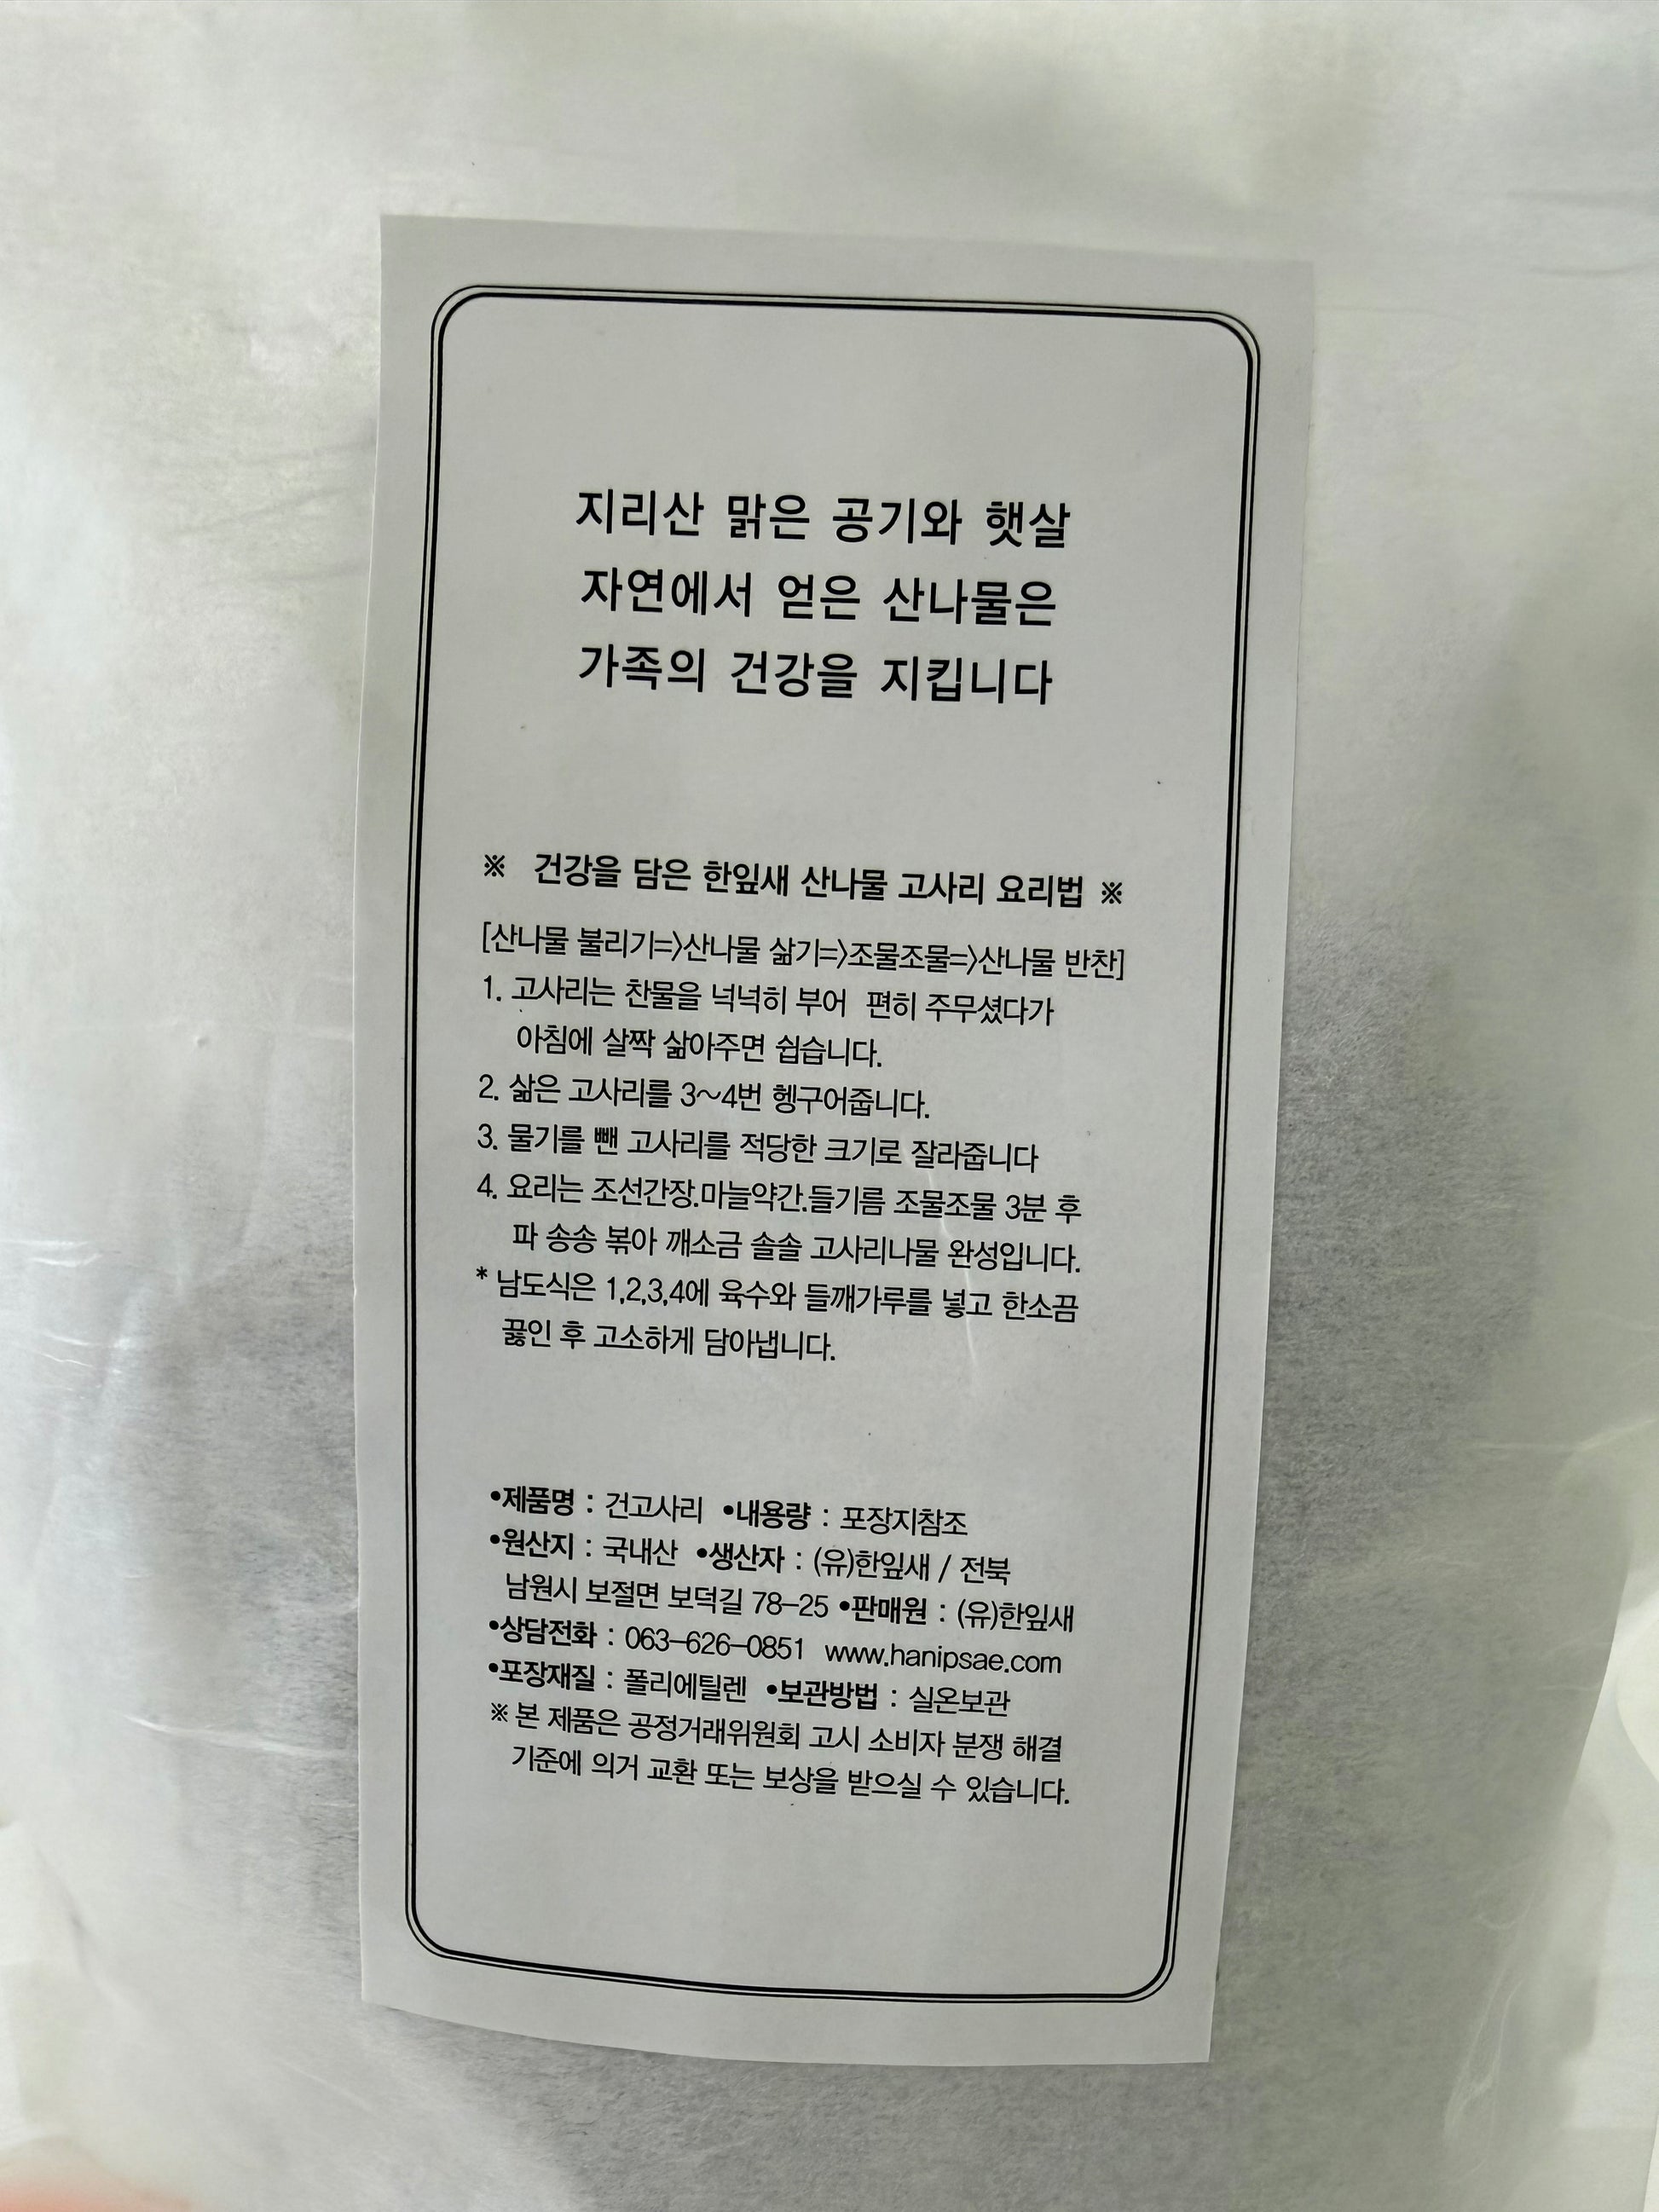 지리산 맑은 공기와 햇살
자연에서 얻은 산나물은
가족의 건강을 지킵니다
※ 건강을 담은 한잎새 산나물 고사리 요리법 ※
[산나물 불리기=>산나물 삶기=>조물조물=>산나물 반찬]
1. 고사리는 찬물을 넉넉히 부어 편히 주무셨다가
아침에 살짝 삶아주면 쉽습니다.
2. 삶은 고사리를 3~4번 헹구어줍니다.
3. 물기를 뺀 고사리를 적당한 크기로 잘라줍니다
4. 요리는 조선간장.마늘약간.들기름 조물조물 3분 후
파 송송 볶아 깨소금 솔솔 고사리나물 완성입니다.
* 남도식은 1,2,3,4에 육수와 들깨가루를 넣고 한소끔
끓인 후 고소하게 담아냅니다.
•제품명 : 건고사리 •내용량 : 포장지참조
•원산지 : 국내산 •생산자 : (유)한잎새 / 전북
남원시 보절면 보덕길 78-25 •판매원 : (유)한잎새
•상담전화 : 063-626-0851 www.hanipsae.com
•포장재질 : 폴리에틸렌 •보관방법 : 실온보관
※ 본 제품은 공정거래위원회 고시 소비자 분쟁 해결
기준에 의거 교환 또는 보상을 받으실 수 있습니다.